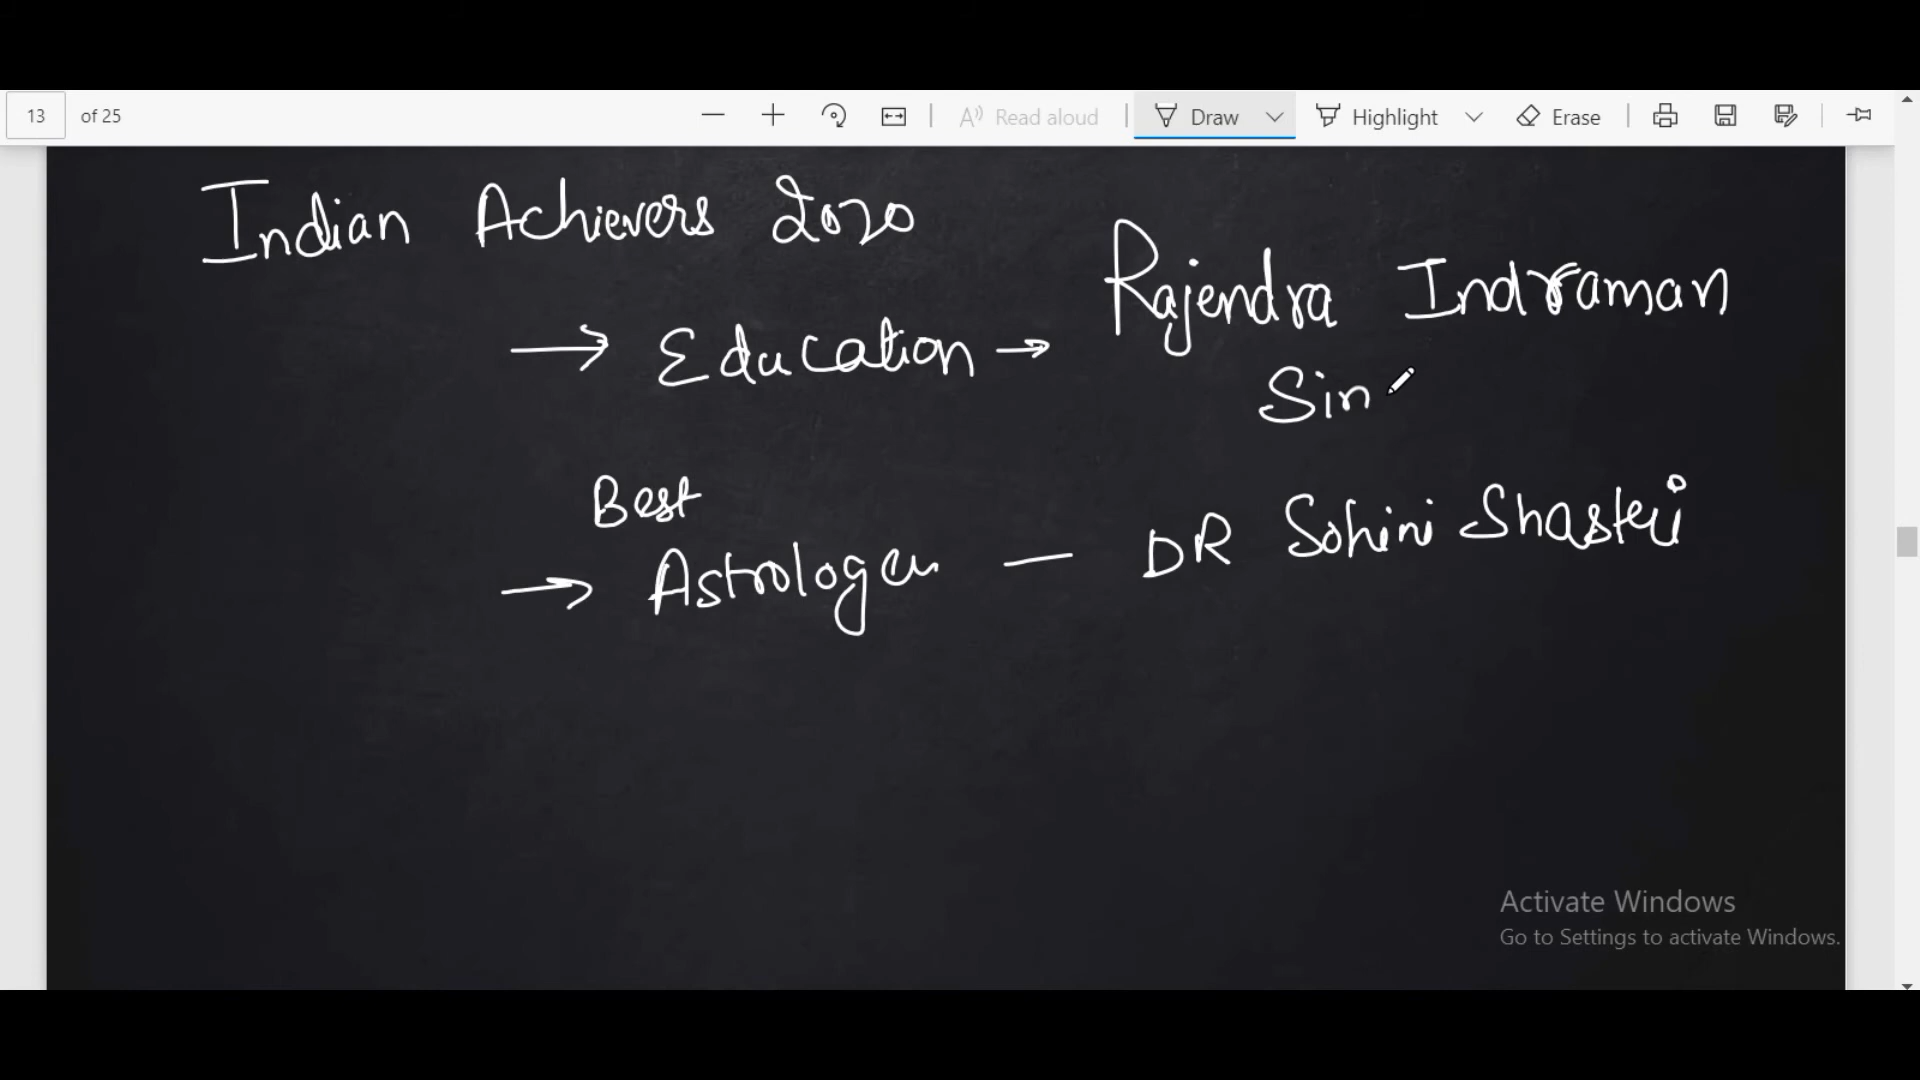 13 of 25 Read aloud Draw Highlight Erase
Indian Achievers 2020
→ Education → Rajendra Indraman
Sin
Best
→ Astrologer — DR Sohini Shastri
Activate Windows
Go to Settings to activate Windows.